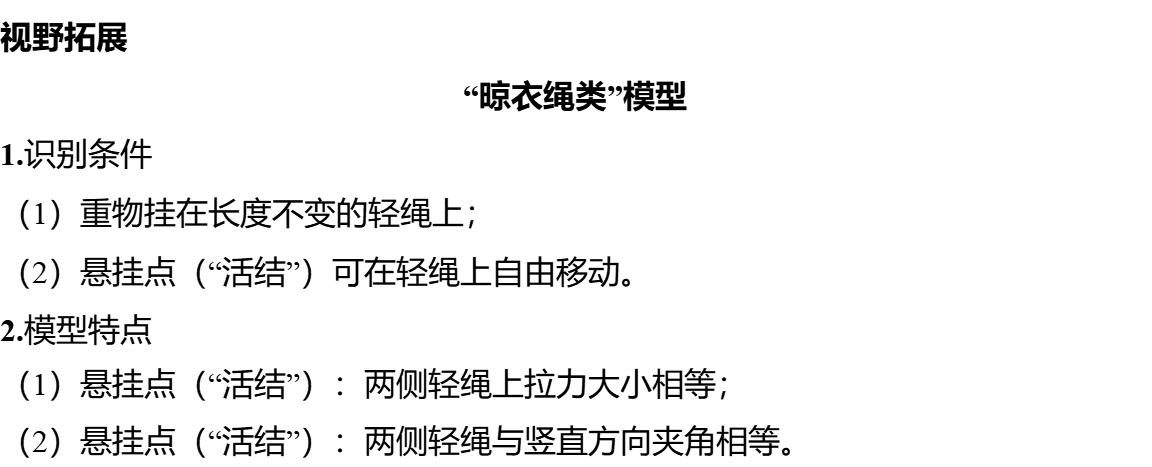 视野拓展
“晾衣绳类”模型
1.识别条件
（1）重物挂在长度不变的轻绳上；
（2）悬挂点（“活结”）可在轻绳上自由移动。
2.模型特点
（1）悬挂点（“活结”）：两侧轻绳上拉力大小相等；
（2）悬挂点（“活结”）：两侧轻绳与竖直方向夹角相等。